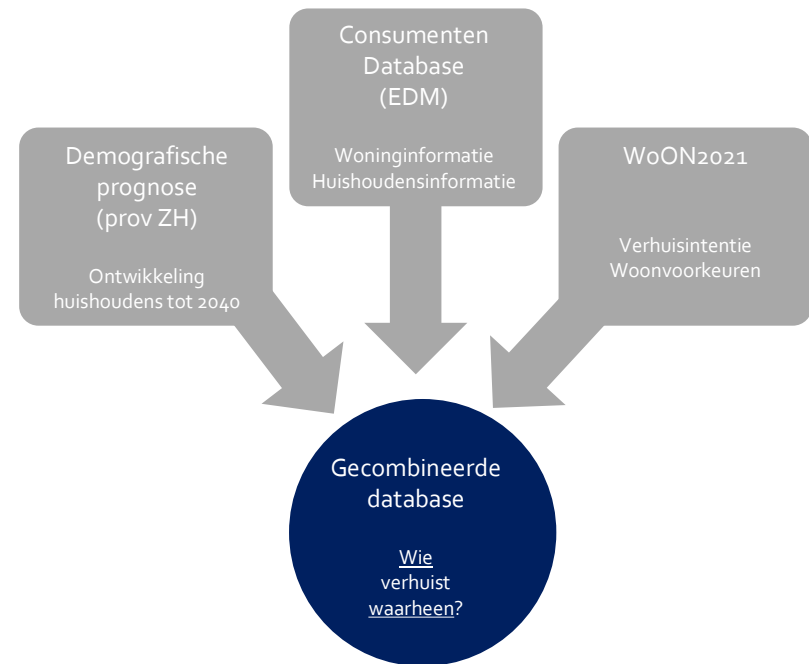 Demografische
prognose
(prov ZH)
Ontwikkeling
huishoudens tot 2040
Consumenten
Database
(EDM)
Woninginformatie
Huishoudensinformatie
WoON2021
Verhuisintentie
Woonvoorkeuren
Gecombineerde
database
Wie
verhuist
waarheen?